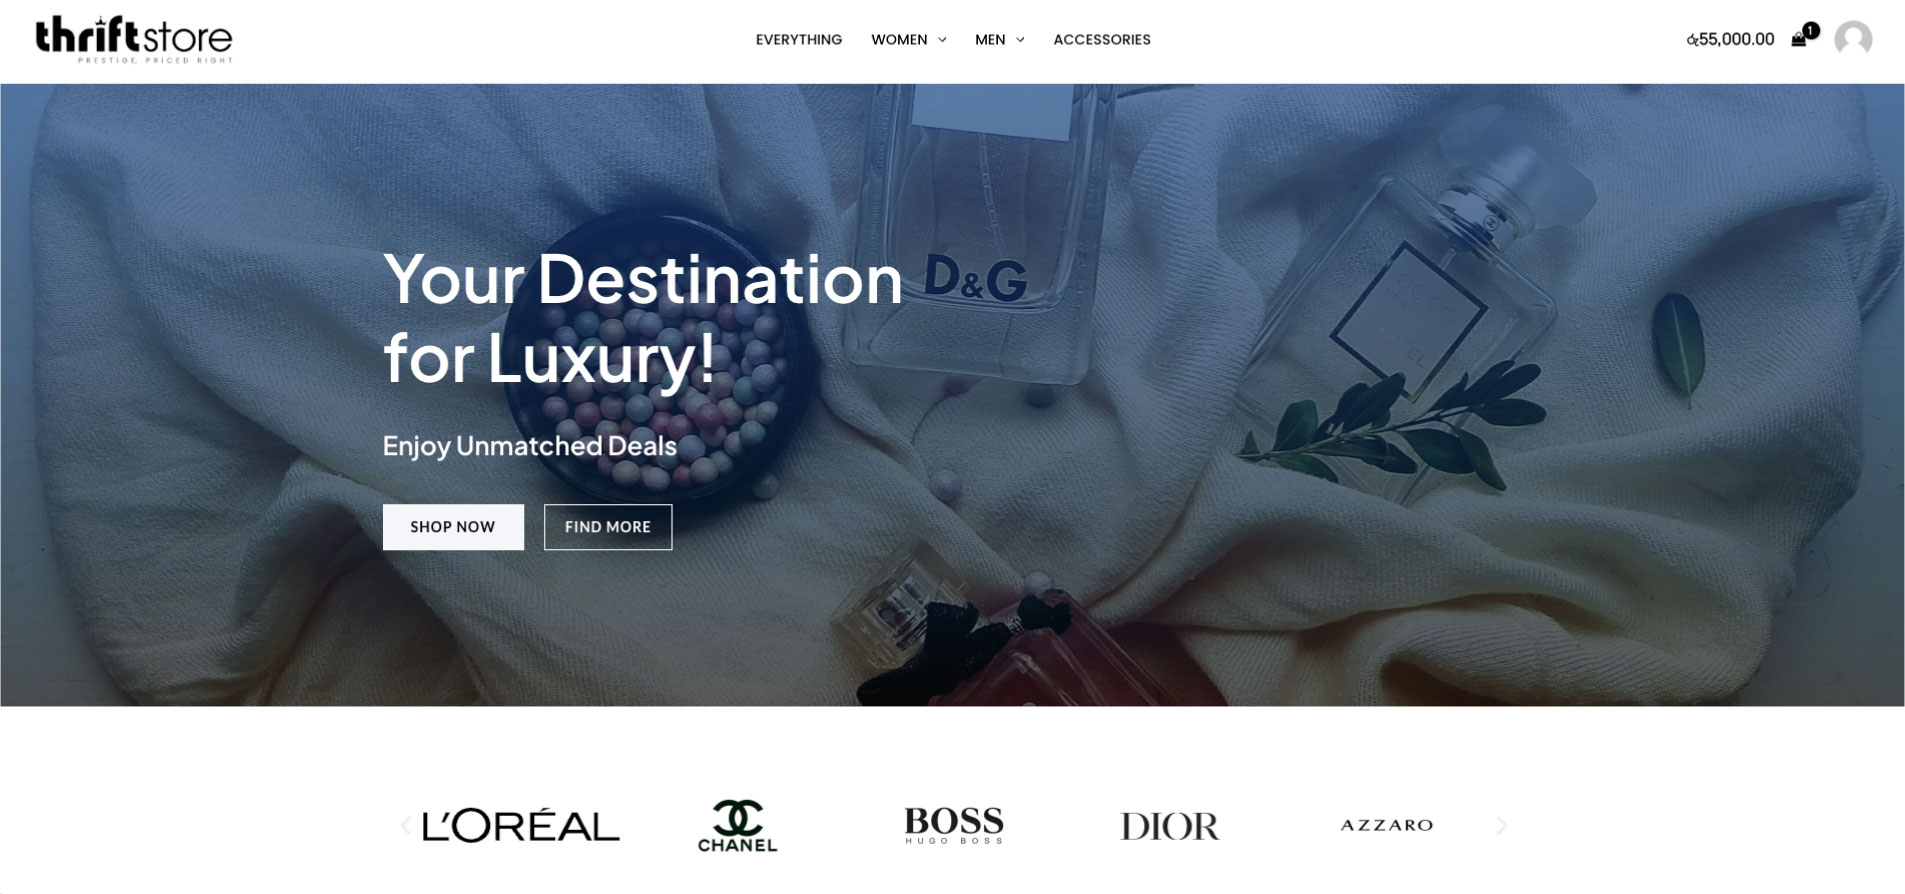 thriftstore
PRESTIGE, PRICED RIGHT
EVERYTHING
WOMEN
MEN
ACCESSORIES
රු55,000.00
1
D&G
Your Destination
for Luxury!
Enjoy Unmatched Deals
SHOP NOW
FIND MORE
L'ORÉAL
CHANEL
BOSS
HUGO BOSS
DIOR
AZZARO